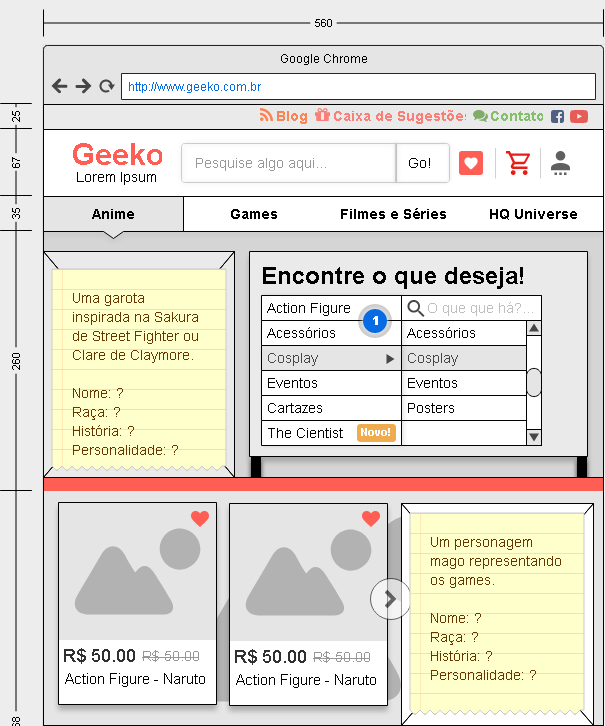 560
Google Chrome
http://www.geeko.com.br
25
Blog Caixa de Sugestõe Contato
67
Geeko
Lorem Ipsum
Pesquise algo aqui... Go!
35
Anime Games Filmes e Séries HQ Universe
260
Uma garota
inspirada na Sakura
de Street Fighter ou
Clare de Claymore.
Nome: ?
Raça: ?
História: ?
Personalidade: ?
Encontre o que deseja!
Action Figure
O que que há?...
1
Acessórios Acessórios
Cosplay Cosplay
Eventos Eventos
Cartazes Posters
The Cientist Novo!
R$ 50.00 R$ 50.00
Action Figure - Naruto
R$ 50.00 R$ 50.00
Action Figure - Naruto
Um personagem
mago representando
os games.
Nome: ?
Raça: ?
História: ?
Personalidade: ?